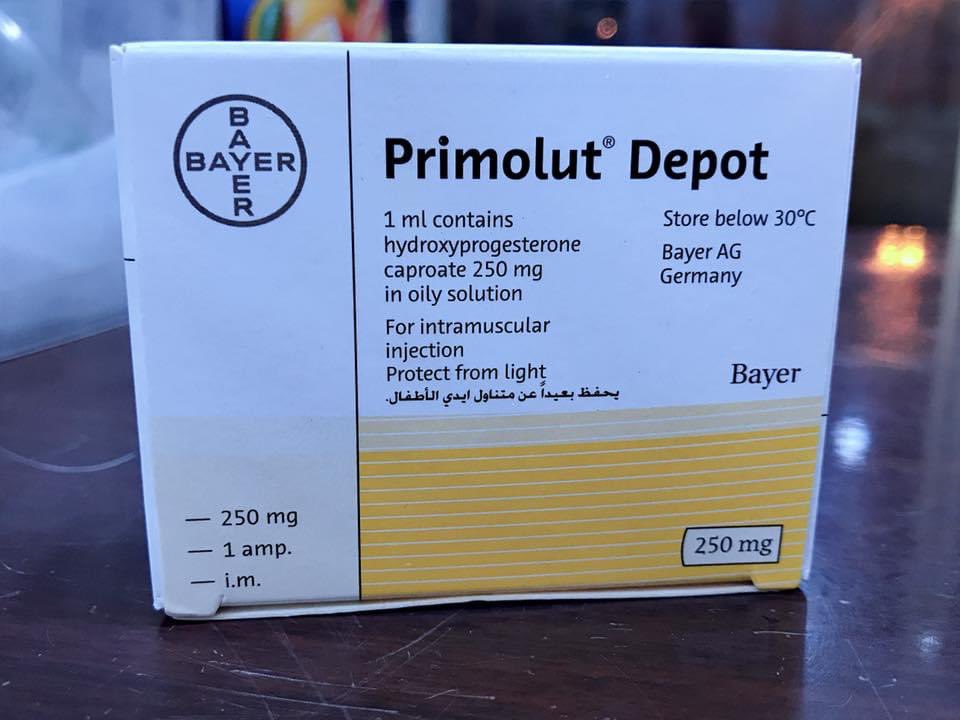 BAYER
BAYER
Primolut® Depot
1 ml contains
hydroxyprogesterone
caproate 250 mg
in oily solution
For intramuscular
injection
Protect from light
يحفظ بعيداً عن متناول ايدي الأطفال.
Store below 30°C
Bayer AG
Germany
Bayer
— 250 mg
— 1 amp.
— i.m.
250 mg